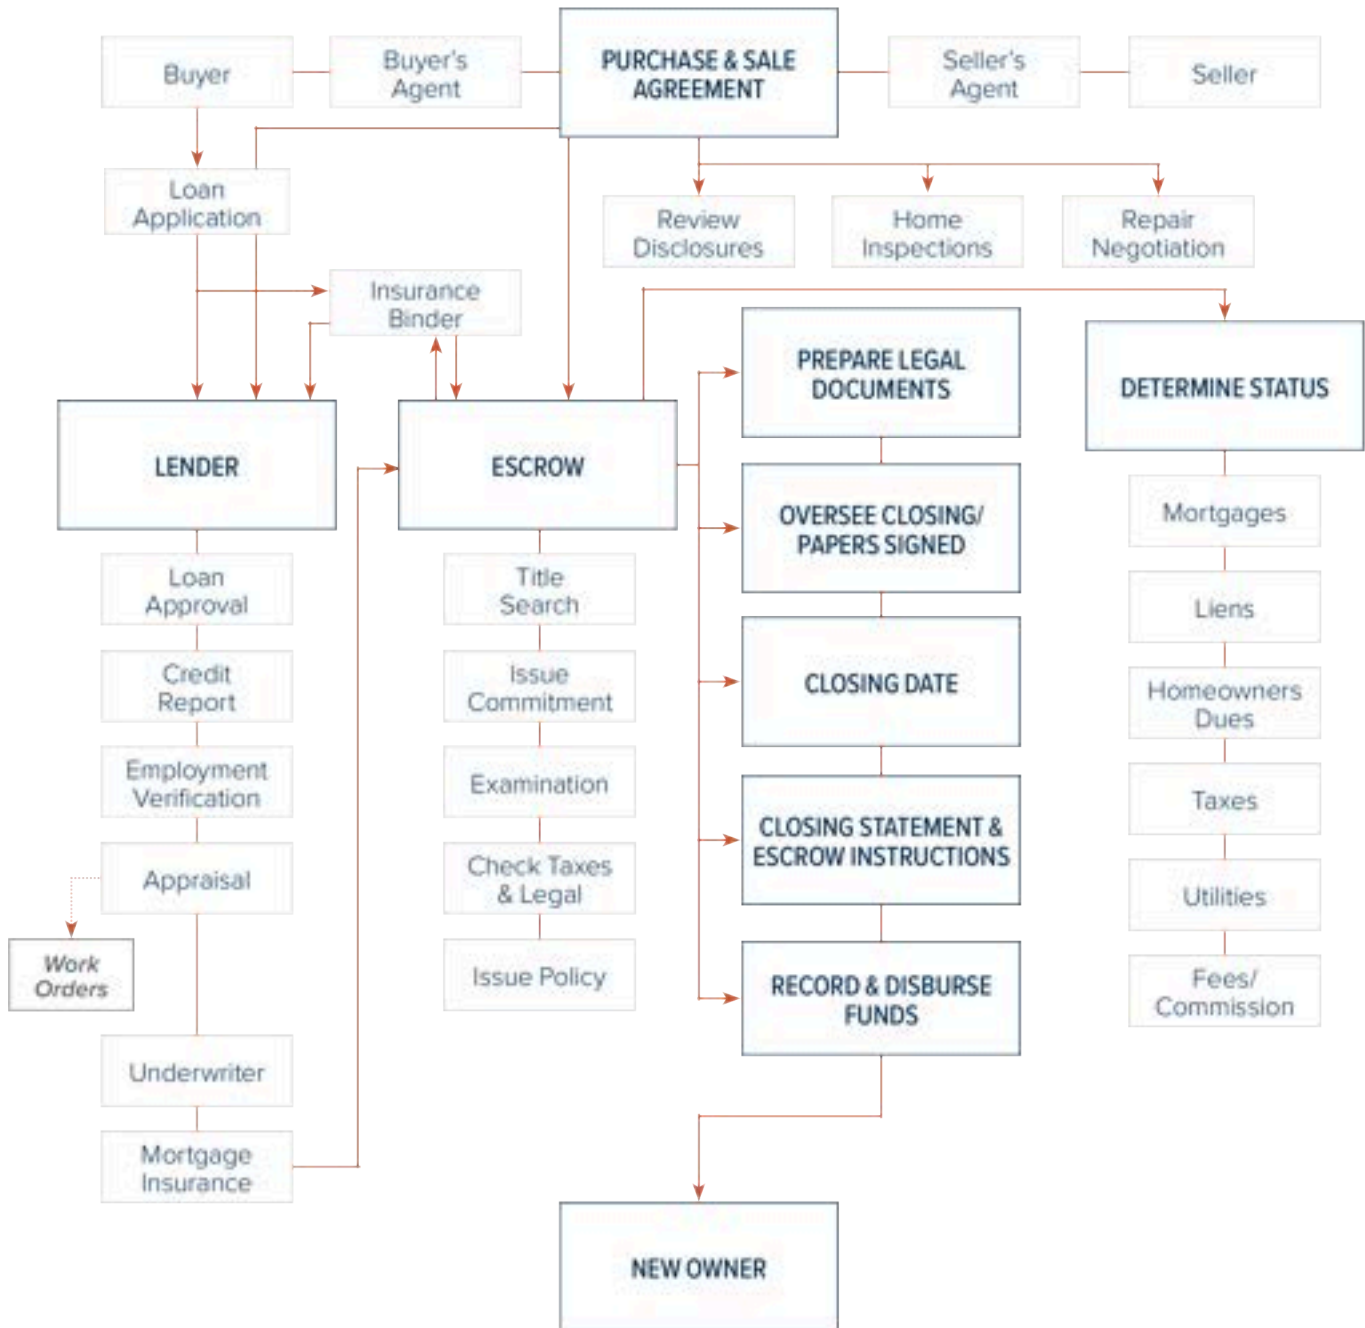 Buyer
Buyer's
Agent
PURCHASE & SALE
AGREEMENT
Seller's
Agent
Seller
Loan
Application
Review
Disclosures
Home
Inspections
Repair
Negotiation
Insurance
Binder
LENDER
ESCROW
PREPARE LEGAL
DOCUMENTS
DETERMINE STATUS
OVERSEE CLOSING/
PAPERS SIGNED
CLOSING DATE
CLOSING STATEMENT &
ESCROW INSTRUCTIONS
RECORD & DISBURSE
FUNDS
Loan
Approval
Credit
Report
Employment
Verification
Appraisal
Work
Orders
Underwriter
Mortgage
Insurance
Title
Search
Issue
Commitment
Examination
Check Taxes
& Legal
Issue Policy
Mortgages
Liens
Homeowners
Dues
Taxes
Utilities
Fees/
Commission
NEW OWNER